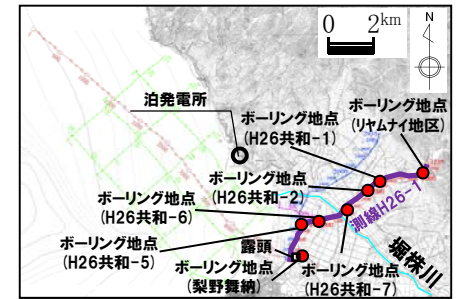 0 2km
N
泊発電所
ボーリング地点
(H26共和-1)
ボーリング地点
(リヤムナイ地区)
ボーリング地点
(H26共和-2)
ボーリング地点
(H26共和-6)
測線H26-1
ボーリング地点
(H26共和-5)
露頭
ボーリング地点
(梨野舞納)
ボーリング地点
(H26共和-7)
堀株川